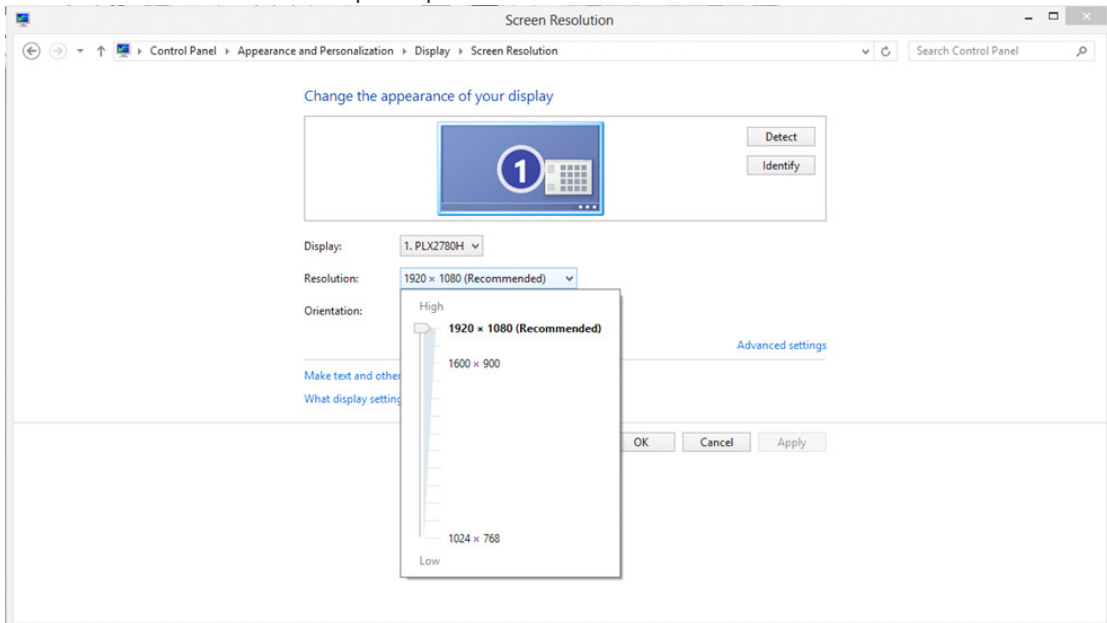 Screen Resolution
Control Panel Appearance and Personalization Display Screen Resolution
Search Control Panel
Change the appearance of your display
1
Detect
Identify
Display: 1. PLX2780H
Resolution: 1920 × 1080 (Recommended)
Orientation:
High
1920 × 1080 (Recommended)
1600 × 900
1024 × 768
Low
Advanced settings
Make text and other
What display setting
OK Cancel Apply